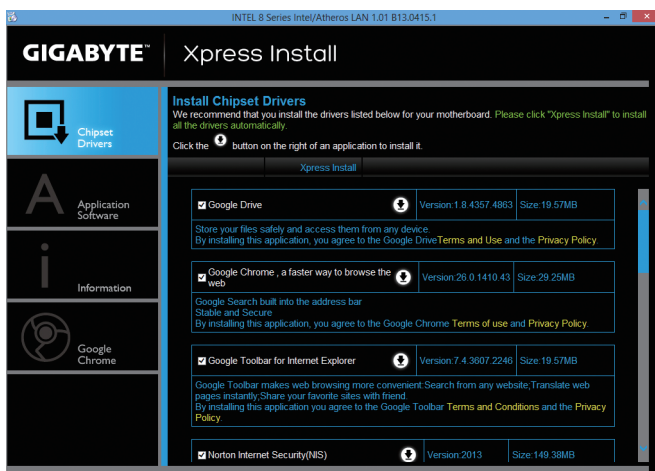 INTEL 8 Series Intel/Atheros LAN 1.01 B13.0415.1
GIGABYTE™
Xpress Install
Chipset
Drivers
Application
Software
Information
Google
Chrome
Install Chipset Drivers
We recommend that you install the drivers listed below for your motherboard. Please click "Xpress Install" to install
all the drivers automatically.
Click the button on the right of an application to install it.
Xpress Install
Google Drive Version:1.8.4357.4863 Size:19.57MB
Store your files safely and access them from any device.
By installing this application, you agree to the Google DriveTerms and Use and the Privacy Policy.
Google Chrome , a faster way to browse the
web Version:26.0.1410.43 Size:29.25MB
Google Search built into the address bar
Stable and Secure
By installing this application, you agree to the Google Chrome Terms of use and Privacy Policy.
Google Toolbar for Internet Explorer Version:7.4.3607.2246 Size:19.57MB
Google Toolbar makes web browsing more convenient:Search from any website;Translate web
pages instantly;Share your favorite sites with friend.
By installing this application you agree to the Google Toolbar Terms and Conditions and the Privacy
Policy.
Norton Internet Security(NIS) Version:2013 Size:149.38MB